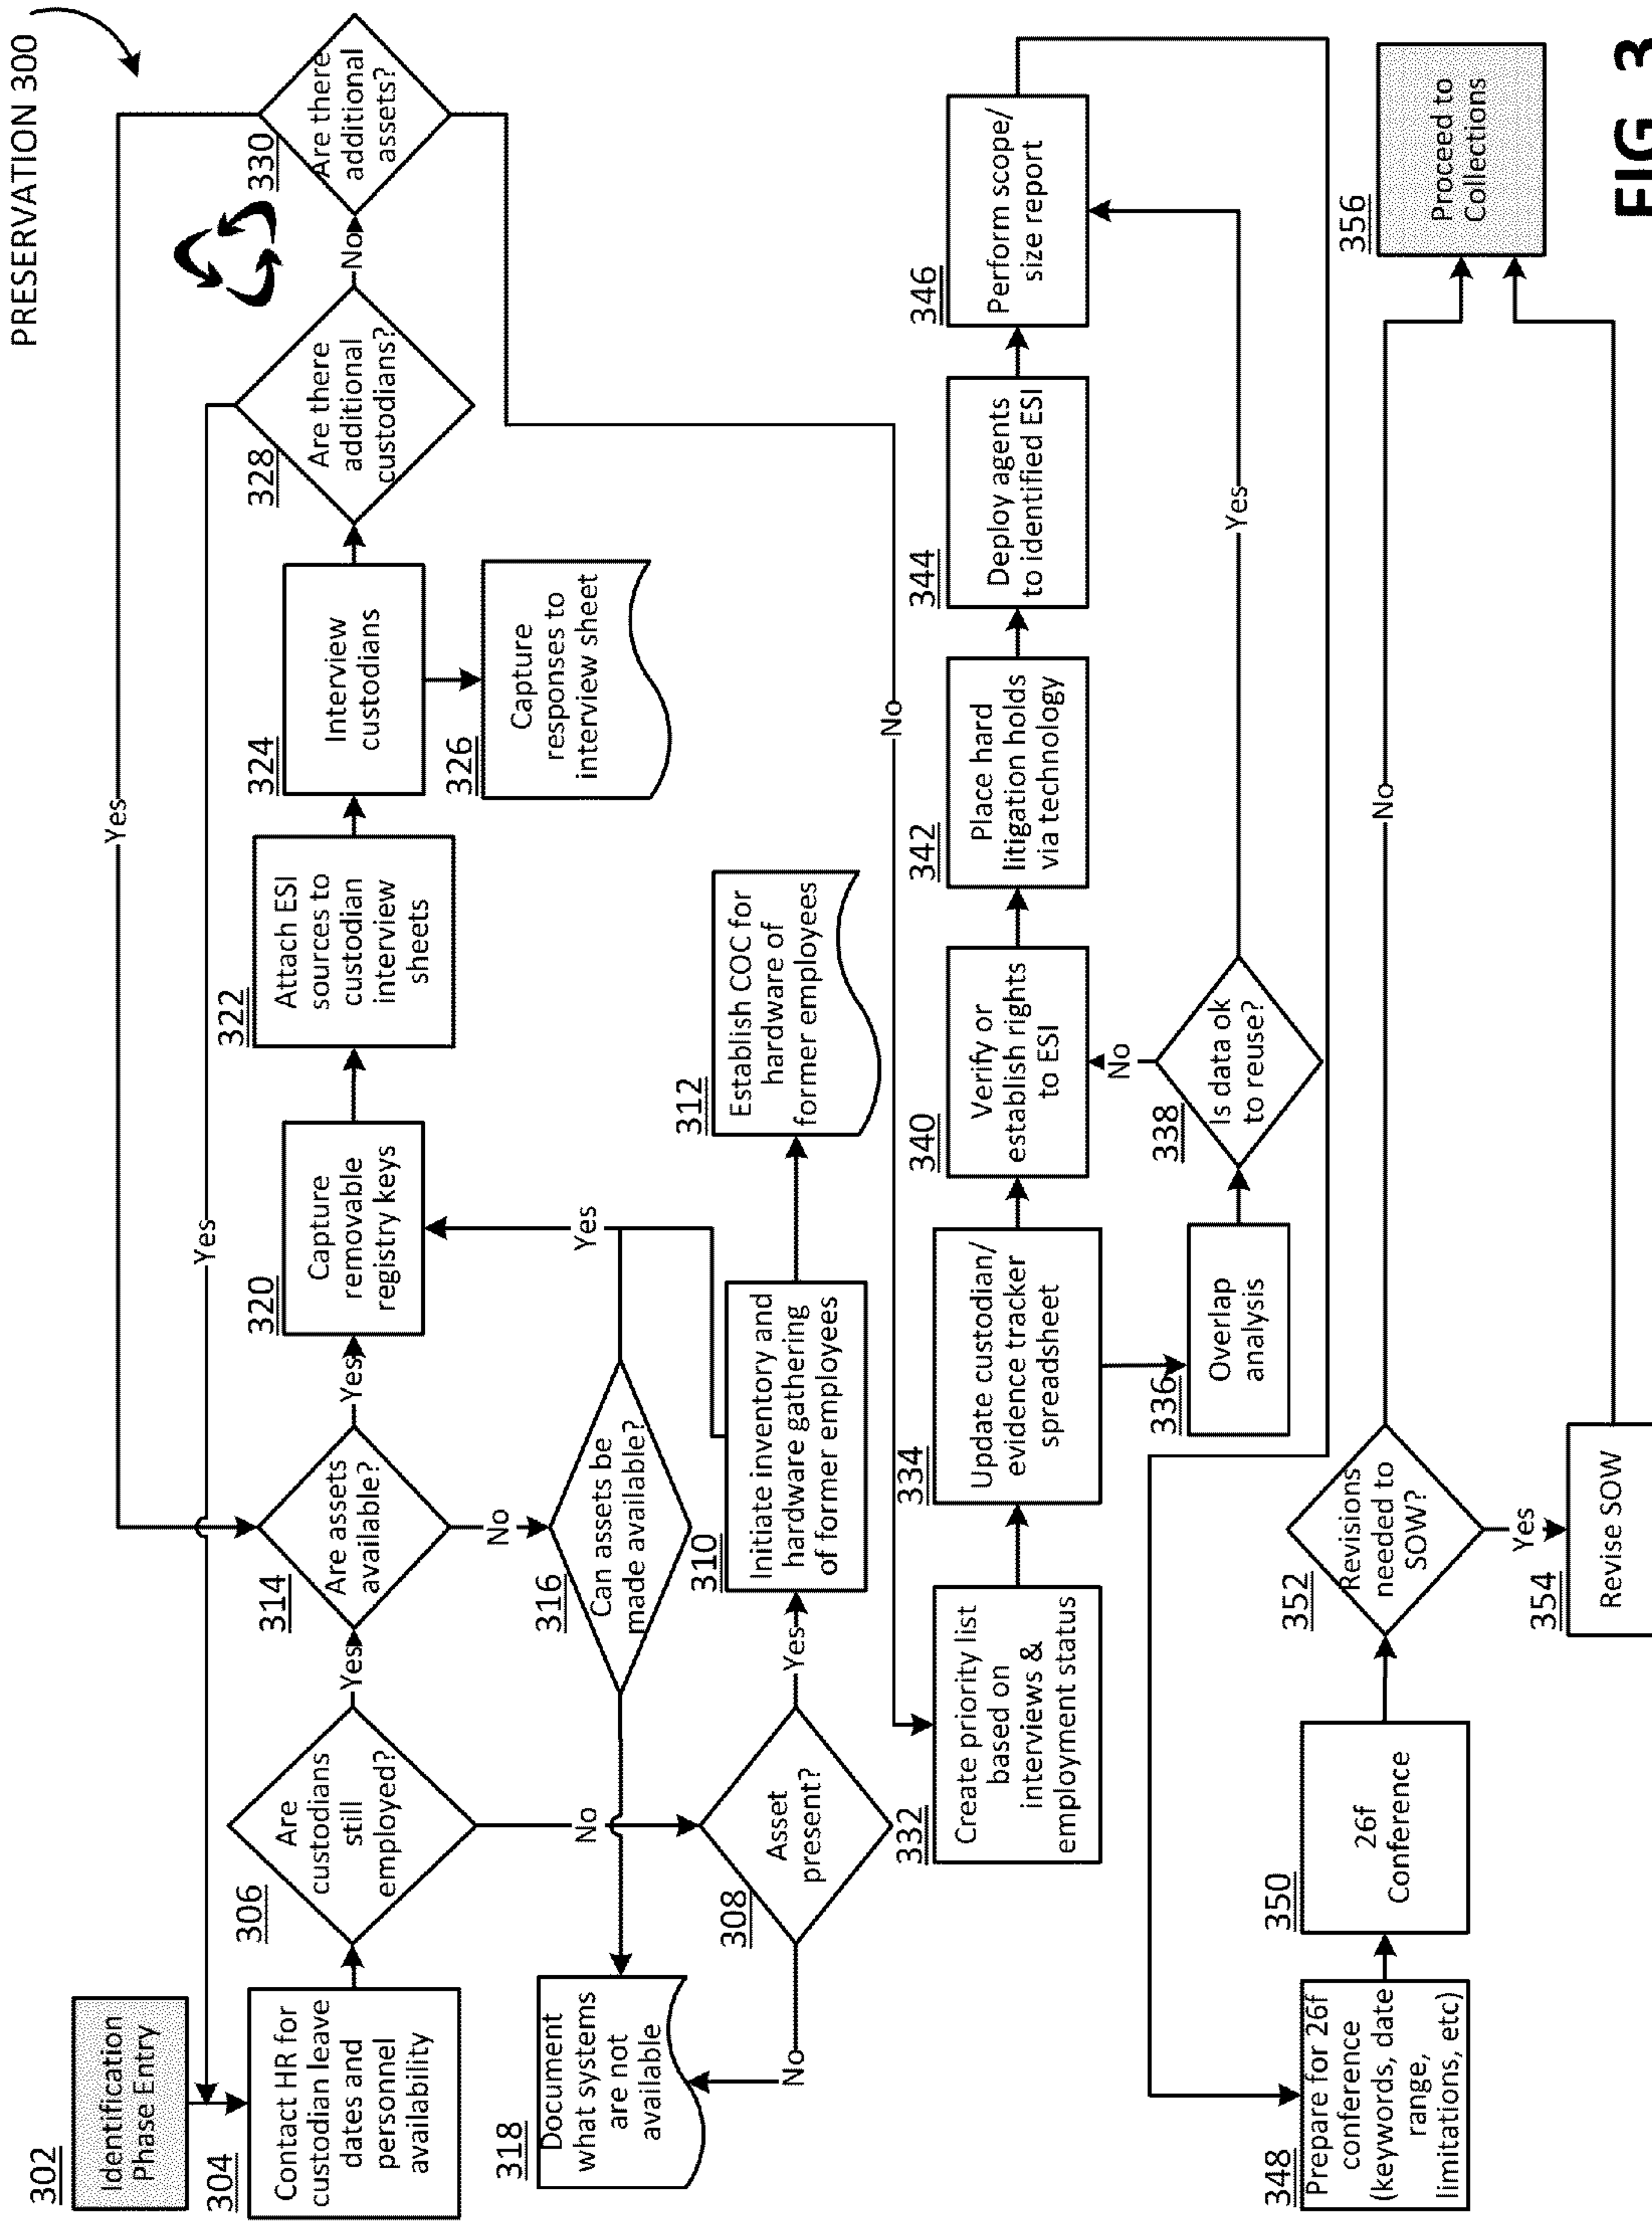 PRESERVATION 300
302
Identification
Phase Entry
304
Contact HR for
custodian leave
dates and
personnel
availability
306
Are
custodians
still
employed?
Yes
No
314
Are assets
available?
Yes
No
320
Capture
removable
registry keys
322
Attach ESI
sources to
custodian
interview
sheets
324
Interview
custodians
326
Capture
responses to
interview sheet
328
Are there
additional
custodians?
Yes
No
330
Are there
additional
assets?
Yes
No
316
Can assets be
made available?
Yes
318
Document
what systems
are not
available
308
Asset
present?
No
Yes
310
Initiate inventory and
hardware gathering
of former employees
312
Establish COC for
hardware of
former employees
332
Create priority list
based on
interviews &
employment status
334
Update custodian/
evidence tracker
spreadsheet
336
Overlap
analysis
338
Is data ok
to reuse?
No
Yes
340
Verify or
establish rights
to ESI
342
Place hard
litigation holds
via technology
344
Deploy agents
to identified ESI
346
Perform scope/
size report
348
Prepare for 26f
conference
(keywords, date
range,
limitations, etc)
350
26f
Conference
352
Revisions
needed to
SOW?
No
Yes
354
Revise SOW
356
Proceed to
Collections
FIG 3